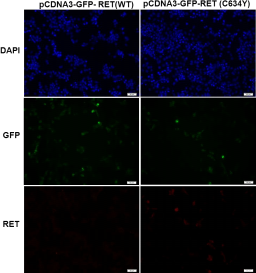 pCDNA3-GFP- RET(WT) pCDNA3-GFP-RET (C634Y)
DAPI
GFP
RET